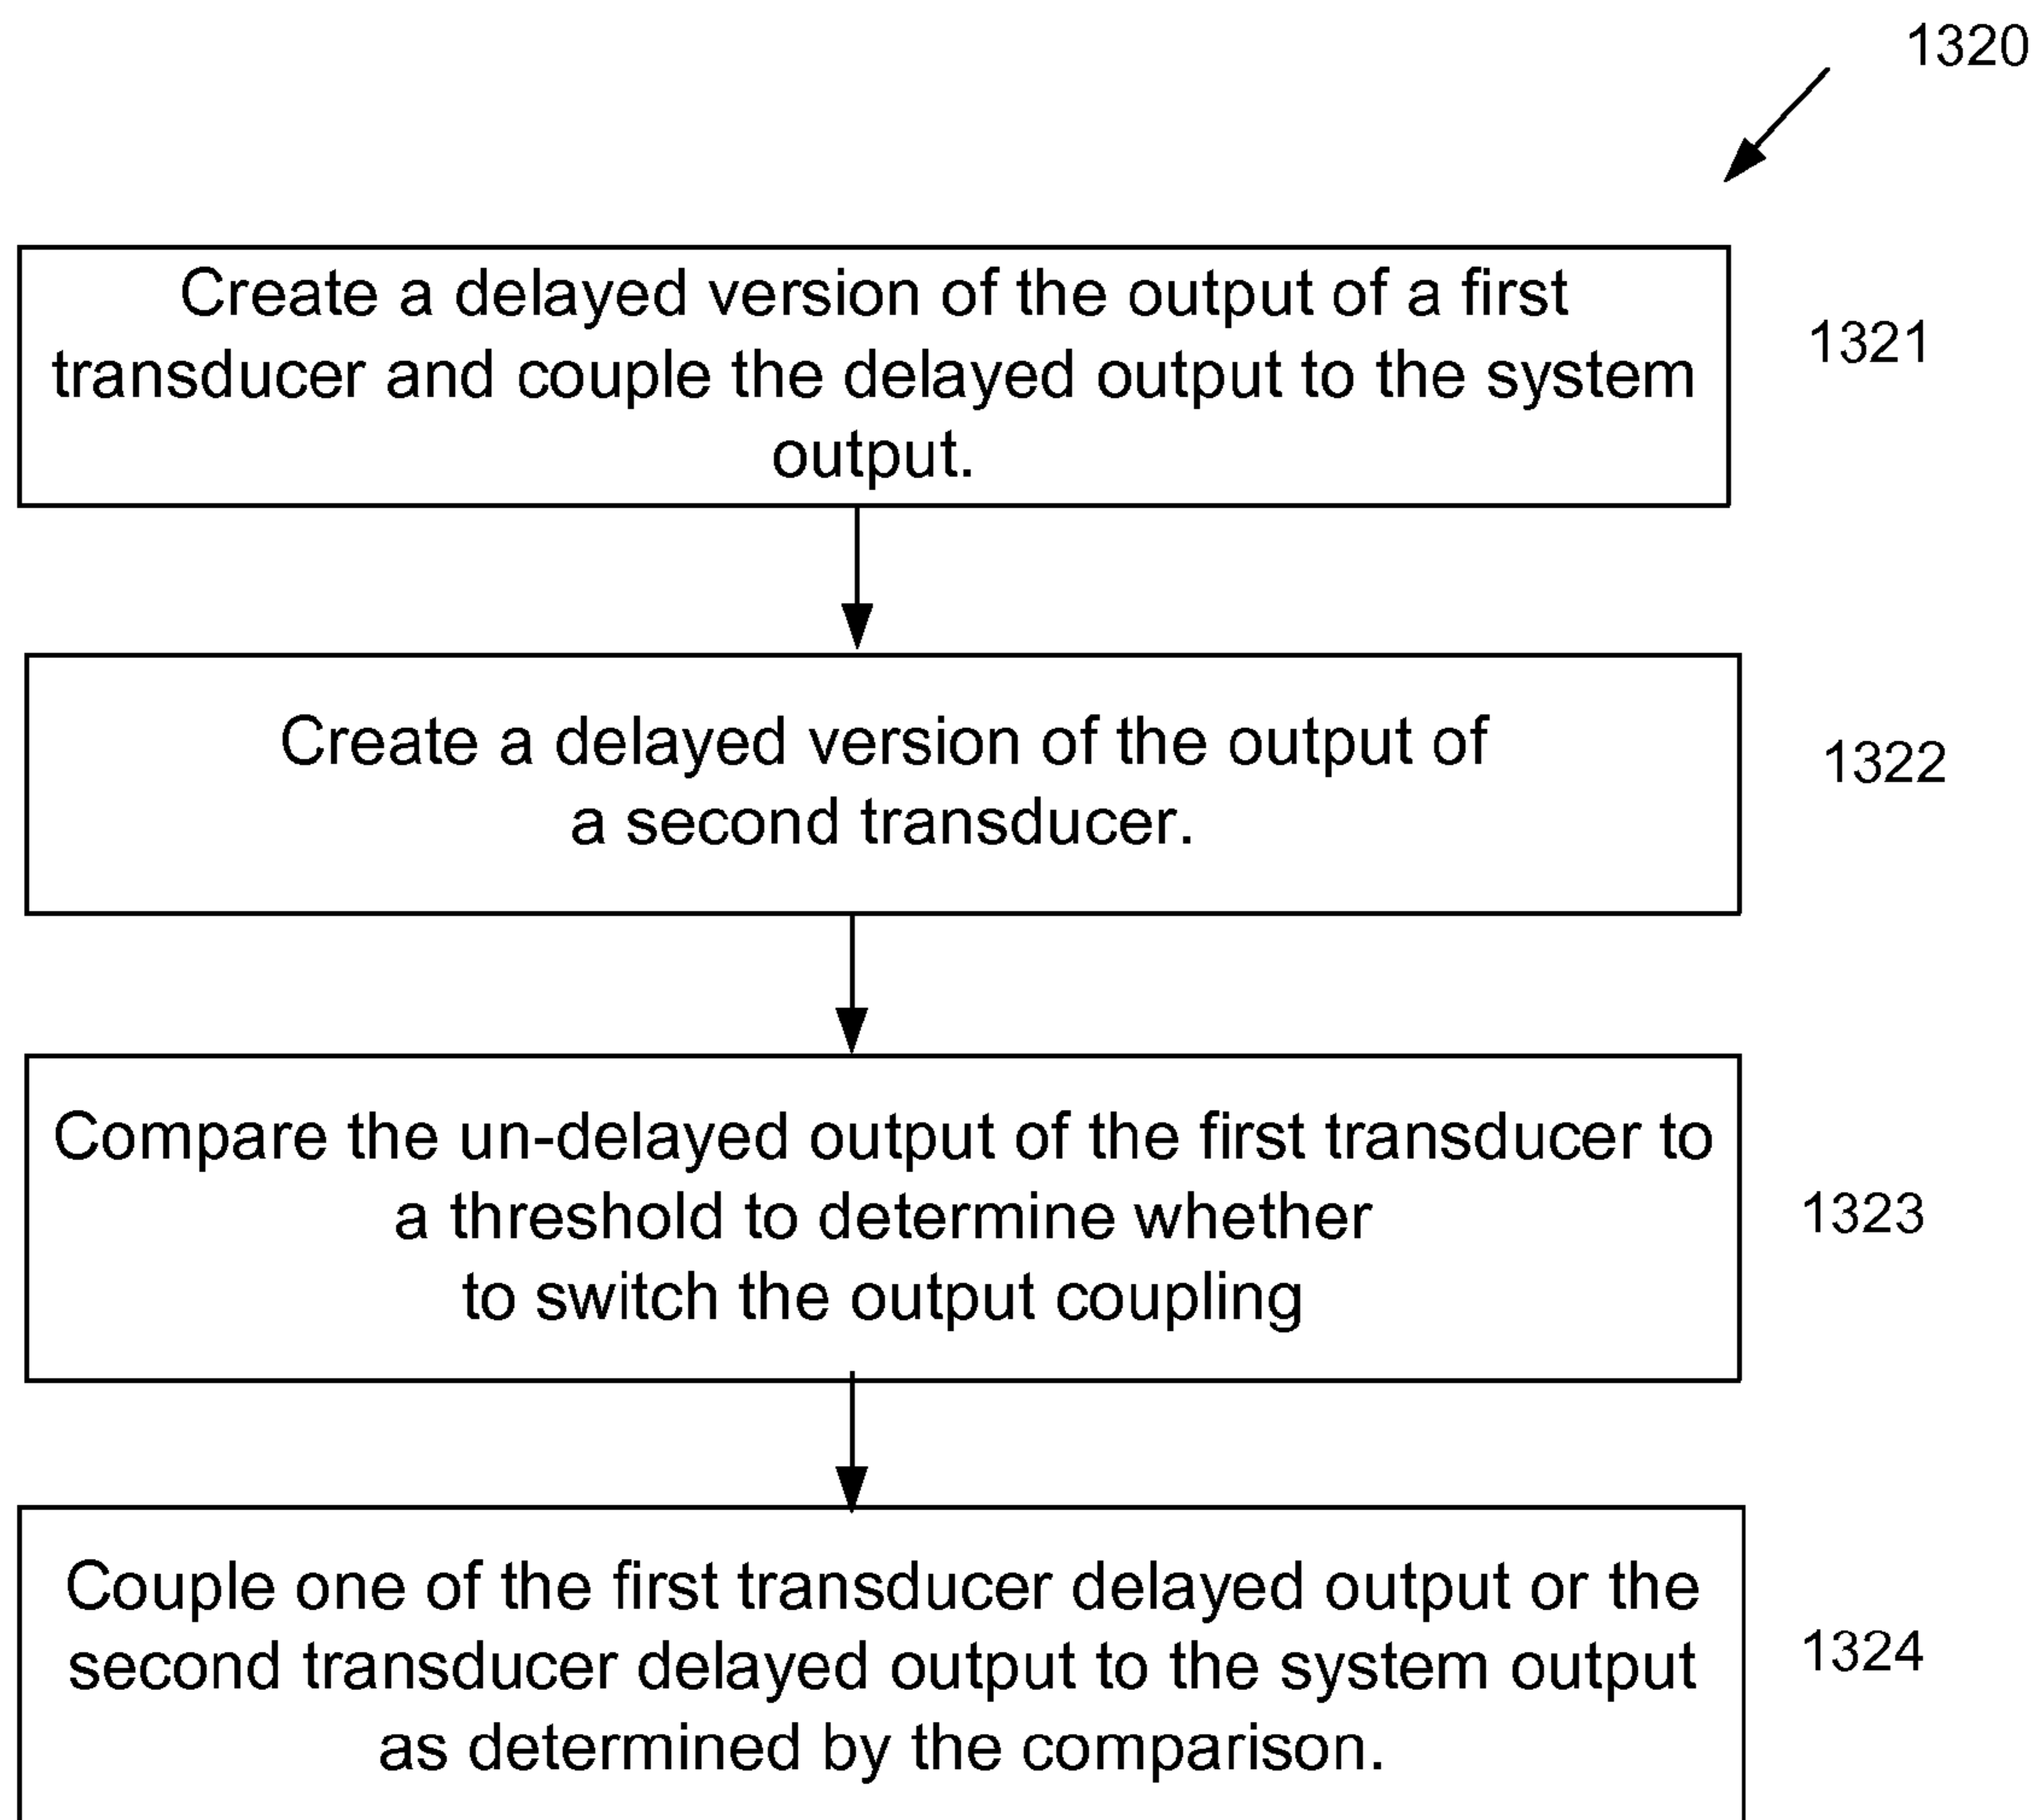 1320
Create a delayed version of the output of a first
transducer and couple the delayed output to the system
output.
1321
Create a delayed version of the output of
a second transducer.
1322
Compare the un-delayed output of the first transducer to
a threshold to determine whether
to switch the output coupling
1323
Couple one of the first transducer delayed output or the
second transducer delayed output to the system output
as determined by the comparison.
1324